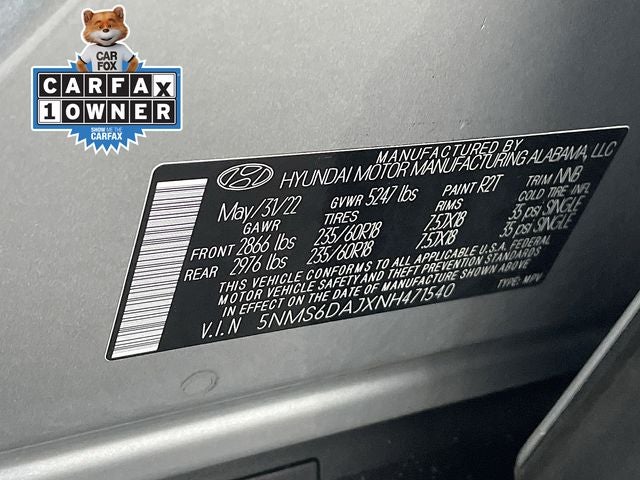 CAR
FOX
CARFAX
1 OWNER
SHOW ME THE
CARFAX
MANUFACTURED BY
HYUNDAI MOTOR MANUFACTURING ALABAMA, LLC
May/31/22 GVWR 5247 lbs PAINT R2T TRIM NNB
GAWR TIRES RIMS COLD TIRE INFL
FRONT 2866 lbs 235/60R18 7.5JX18 35 psi SINGLE
REAR 2976 lbs 235/60R18 7.5JX18 35 psi SINGLE
THIS VEHICLE CONFORMS TO ALL APPLICABLE U.S.A. FEDERAL
MOTOR VEHICLE SAFETY AND THEFT PREVENTION STANDARDS
IN EFFECT ON THE DATE OF MANUFACTURE SHOWN ABOVE
V.I.N 5NMS6DAJXNH471540 TYPE: MPV